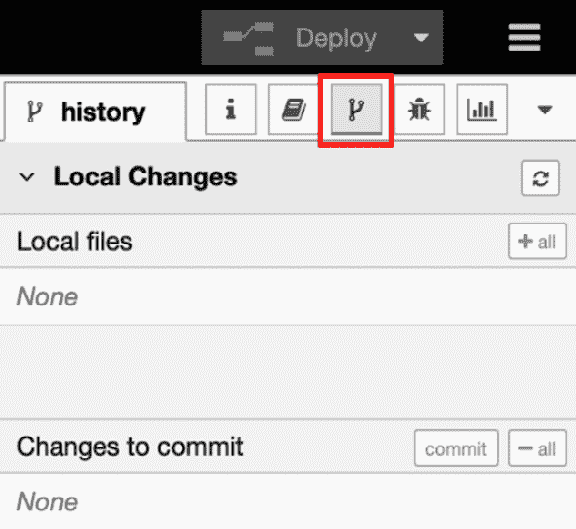 Deploy
history
Local Changes
Local files
+ all
None
Changes to commit
commit
− all
None